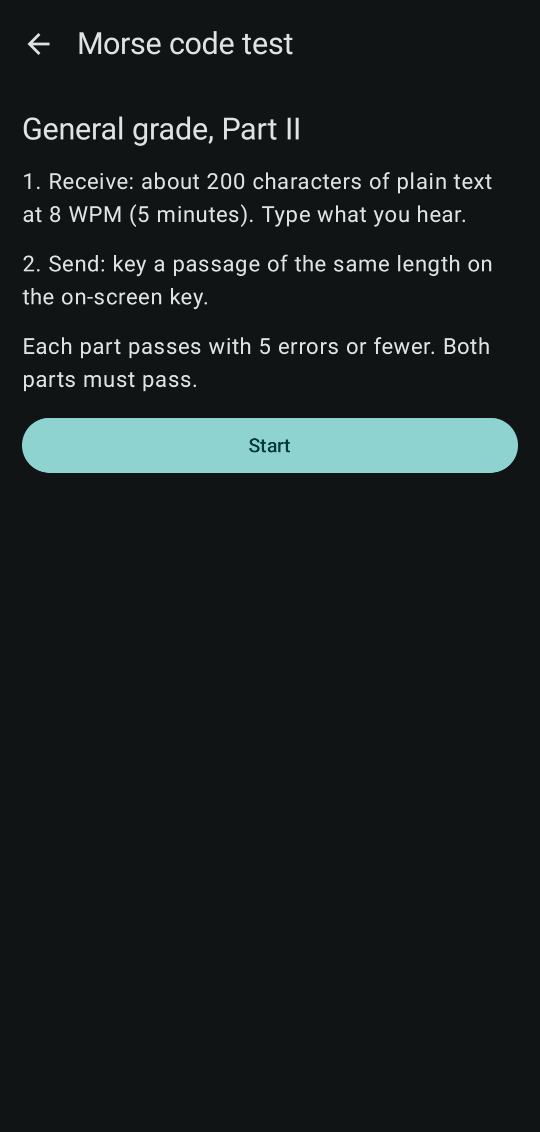 Morse code test
General grade, Part II
1. Receive: about 200 characters of plain text
at 8 WPM (5 minutes). Type what you hear.
2. Send: key a passage of the same length on
the on-screen key.
Each part passes with 5 errors or fewer. Both
parts must pass.
Start